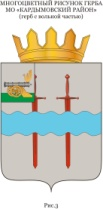 МНОГОЦВЕТНЫЙ РИСУНОК ГЕРБА
МО «КАРДЫМОВСКИЙ РАЙОН»
(герб с вольной частью)
Рис.3